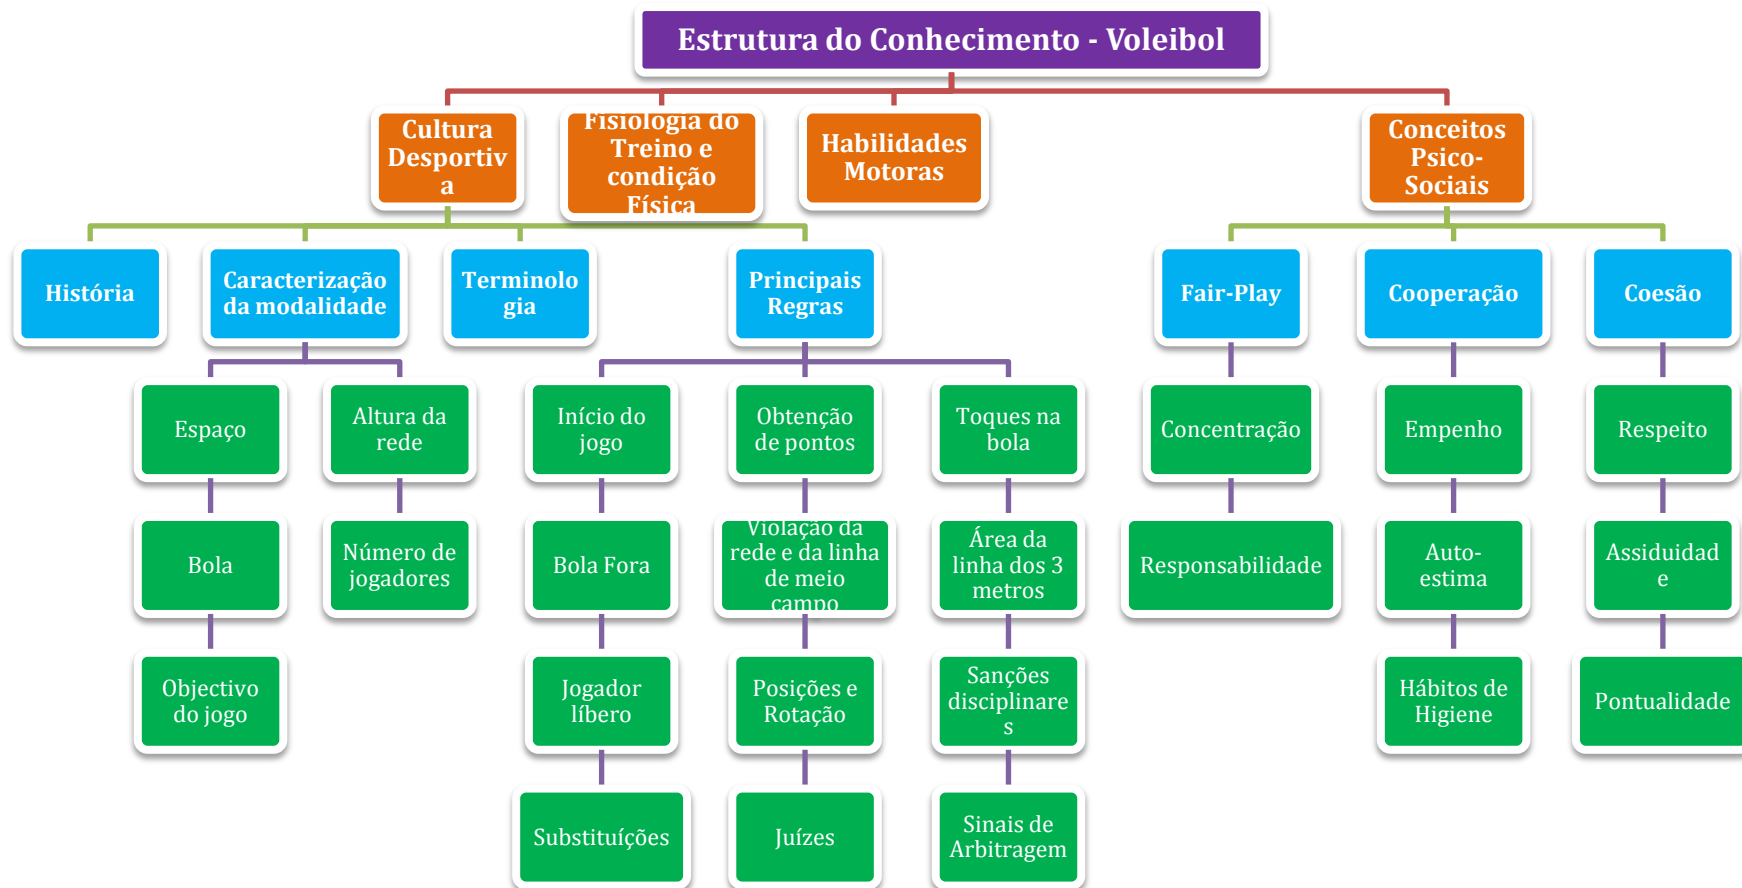 Estrutura do Conhecimento - Voleibol
Cultura
Desportiv
a
Fisiologia do
Treino e
condição
Física
Habilidades
Motoras
Conceitos
Psico-
Sociais
História
Caracterização
da modalidade
Terminolo
gia
Principais
Regras
Fair-Play
Cooperação
Coesão
Espaço
Altura da
rede
Início do
jogo
Obtenção
de pontos
Toques na
bola
Concentração
Empenho
Respeito
Bola
Número de
jogadores
Bola Fora
Violação da
rede e da linha
de meio
campo
Área da
linha dos 3
metros
Responsabilidade
Auto-
estima
Assiduidad
e
Objectivo
do jogo
Jogador
líbero
Posições e
Rotação
Sanções
disciplinare
s
Hábitos de
Higiene
Pontualidade
Substituíções
Juízes
Sinais de
Arbitragem